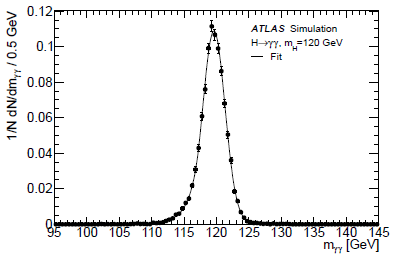 1/N dN/dmγγ / 0.5 GeV
0.12
0.1
0.08
0.06
0.04
0.02
0
ATLAS Simulation
H→γγ, mH=120 GeV
Fit
95 100 105 110 115 120 125 130 135 140 145
mγγ [GeV]